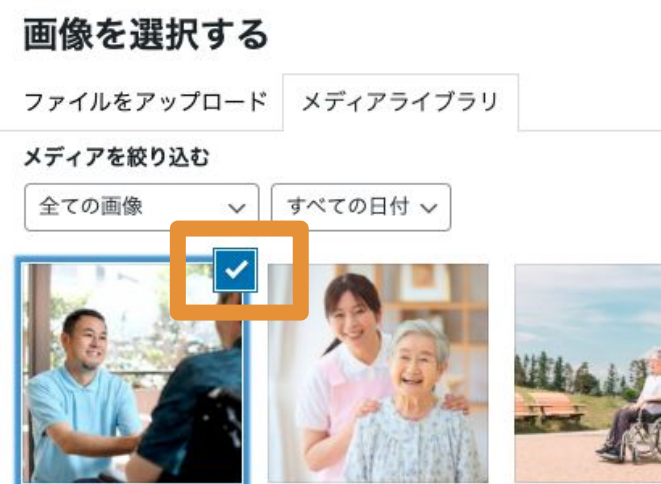 画像を選択する
ファイルをアップロード メディアライブラリ
メディアを絞り込む
全ての画像 すべての日付